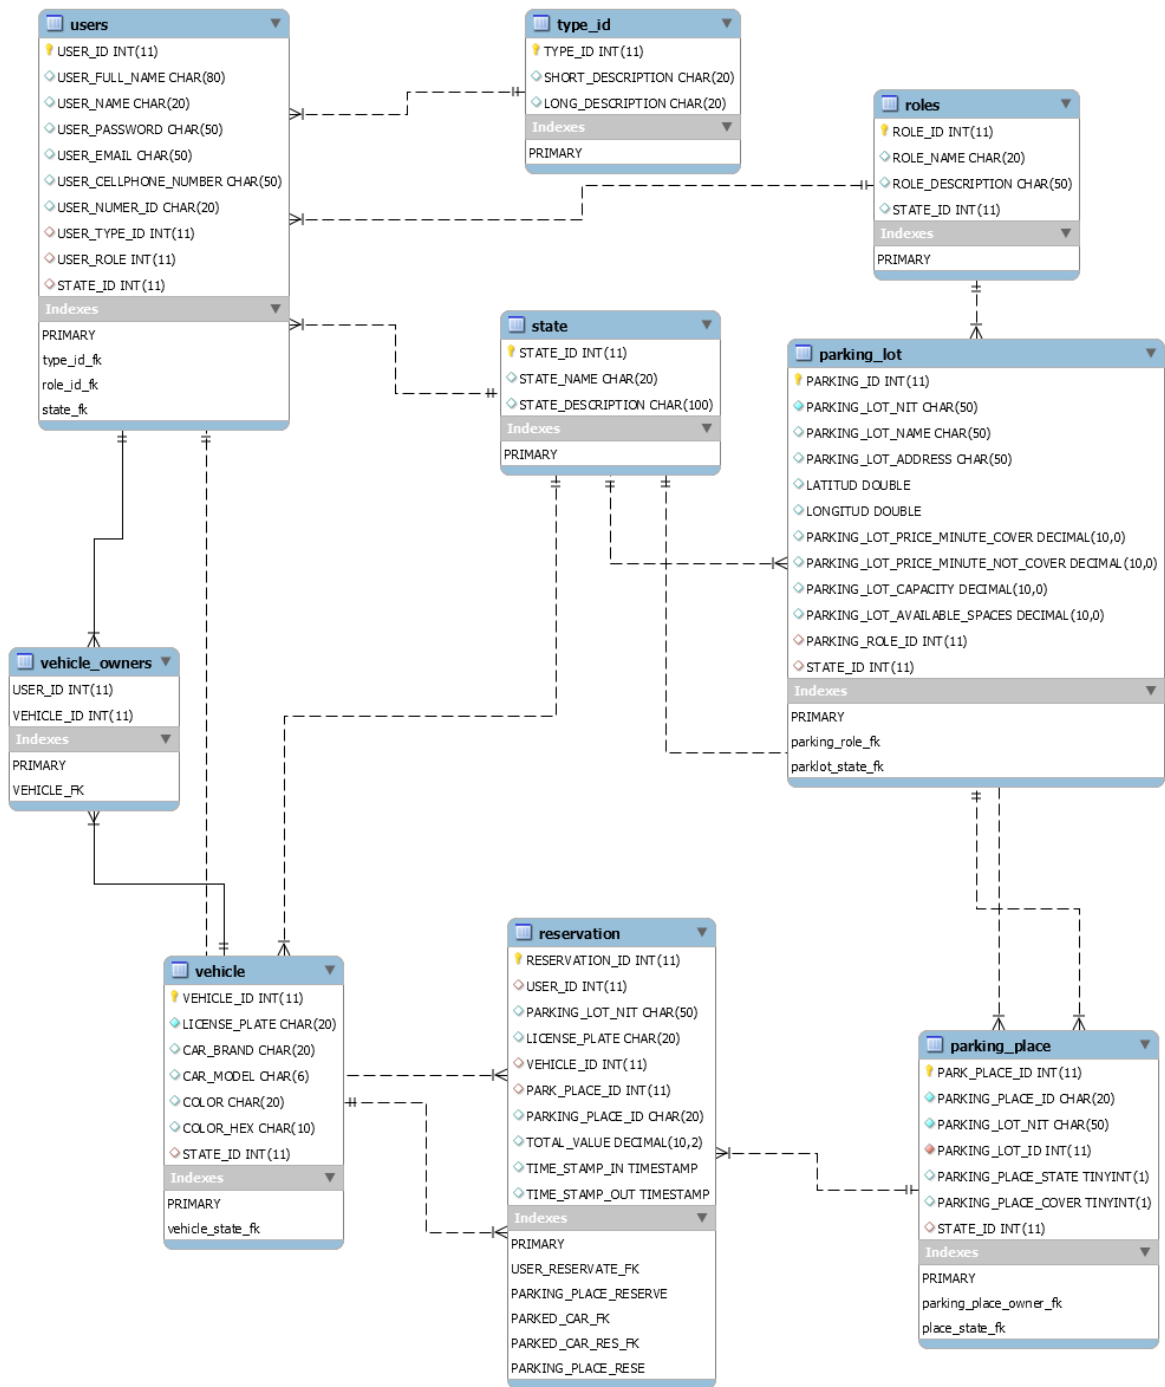 users
USER_ID INT(11)
USER_FULL_NAME CHAR(80)
USER_NAME CHAR(20)
USER_PASSWORD CHAR(50)
USER_EMAIL CHAR(50)
USER_CELLPHONE_NUMBER CHAR(50)
USER_NUMER_ID CHAR(20)
USER_TYPE_ID INT(11)
USER_ROLE INT(11)
STATE_ID INT(11)
Indexes
PRIMARY
type_id_fk
role_id_fk
state_fk
type_id
TYPE_ID INT(11)
SHORT_DESCRIPTION CHAR(20)
LONG_DESCRIPTION CHAR(20)
Indexes
PRIMARY
roles
ROLE_ID INT(11)
ROLE_NAME CHAR(20)
ROLE_DESCRIPTION CHAR(50)
STATE_ID INT(11)
Indexes
PRIMARY
state
STATE_ID INT(11)
STATE_NAME CHAR(20)
STATE_DESCRIPTION CHAR(100)
Indexes
PRIMARY
parking_lot
PARKING_ID INT(11)
PARKING_LOT_NIT CHAR(50)
PARKING_LOT_NAME CHAR(50)
PARKING_LOT_ADDRESS CHAR(50)
LATITUD DOUBLE
LONGITUD DOUBLE
PARKING_LOT_PRICE_MINUTE_COVER DECIMAL(10,0)
PARKING_LOT_PRICE_MINUTE_NOT_COVER DECIMAL(10,0)
PARKING_LOT_CAPACITY DECIMAL(10,0)
PARKING_LOT_AVAILABLE_SPACES DECIMAL(10,0)
PARKING_ROLE_ID INT(11)
STATE_ID INT(11)
Indexes
PRIMARY
parking_role_fk
parklot_state_fk
vehicle_owners
USER_ID INT(11)
VEHICLE_ID INT(11)
Indexes
PRIMARY
VEHICLE_FK
vehicle
VEHICLE_ID INT(11)
LICENSE_PLATE CHAR(20)
CAR_BRAND CHAR(20)
CAR_MODEL CHAR(6)
COLOR CHAR(20)
COLOR_HEX CHAR(10)
STATE_ID INT(11)
Indexes
PRIMARY
vehicle_state_fk
reservation
RESERVATION_ID INT(11)
USER_ID INT(11)
PARKING_LOT_NIT CHAR(50)
LICENSE_PLATE CHAR(20)
VEHICLE_ID INT(11)
PARK_PLACE_ID INT(11)
PARKING_PLACE_ID CHAR(20)
TOTAL_VALUE DECIMAL(10,2)
TIME_STAMP_IN TIMESTAMP
TIME_STAMP_OUT TIMESTAMP
Indexes
PRIMARY
USER_RESERVATE_FK
PARKING_PLACE_RESERVE
PARKED_CAR_FK
PARKED_CAR_RES_FK
PARKING_PLACE_RESE
parking_place
PARK_PLACE_ID INT(11)
PARKING_PLACE_ID CHAR(20)
PARKING_LOT_NIT CHAR(50)
PARKING_LOT_ID INT(11)
PARKING_PLACE_STATE TINYINT(1)
PARKING_PLACE_COVER TINYINT(1)
STATE_ID INT(11)
Indexes
PRIMARY
parking_place_owner_fk
place_state_fk